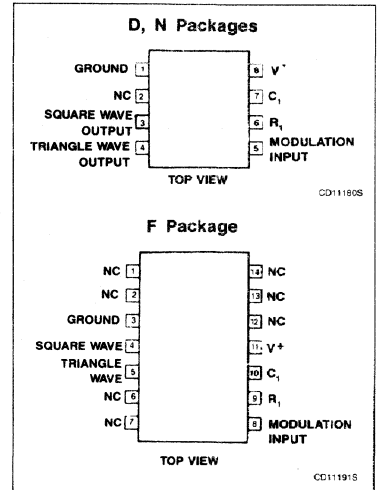 D, N Packages
GROUND 1
8 V+
NC 2
7 C1
SQUARE WAVE OUTPUT 3
6 R1
TRIANGLE WAVE OUTPUT 4
5 MODULATION INPUT
TOP VIEW
CD11180S
F Package
NC 1
14 NC
NC 2
13 NC
GROUND 3
12 NC
SQUARE WAVE 4
11 V+
TRIANGLE WAVE 5
10 C1
NC 6
9 R1
NC 7
8 MODULATION INPUT
TOP VIEW
CD11191S